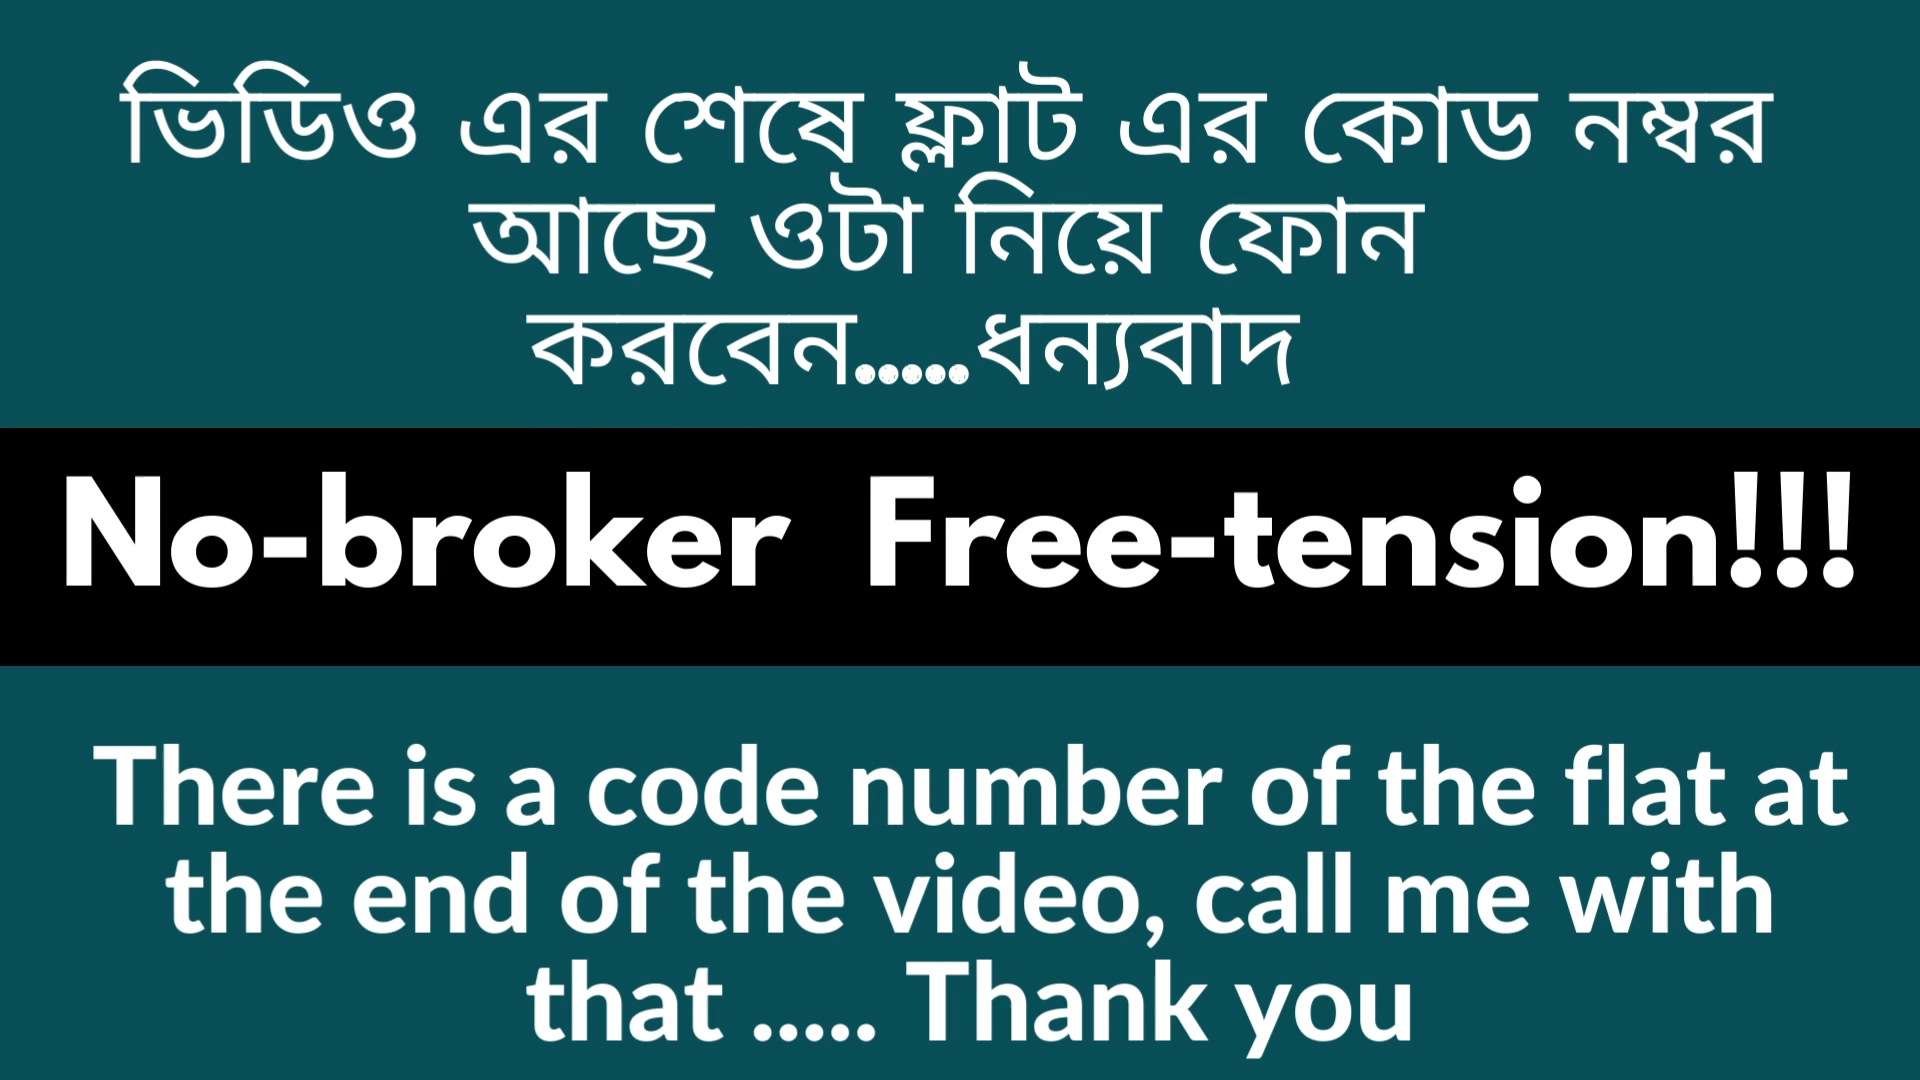 ভিডিও এর শেষে ফ্লাট এর কোড নম্বর
আছে ওটা নিয়ে ফোন
করবেন.....ধন্যবাদ
No-broker Free-tension!!!
There is a code number of the flat at
the end of the video, call me with
that ..... Thank you